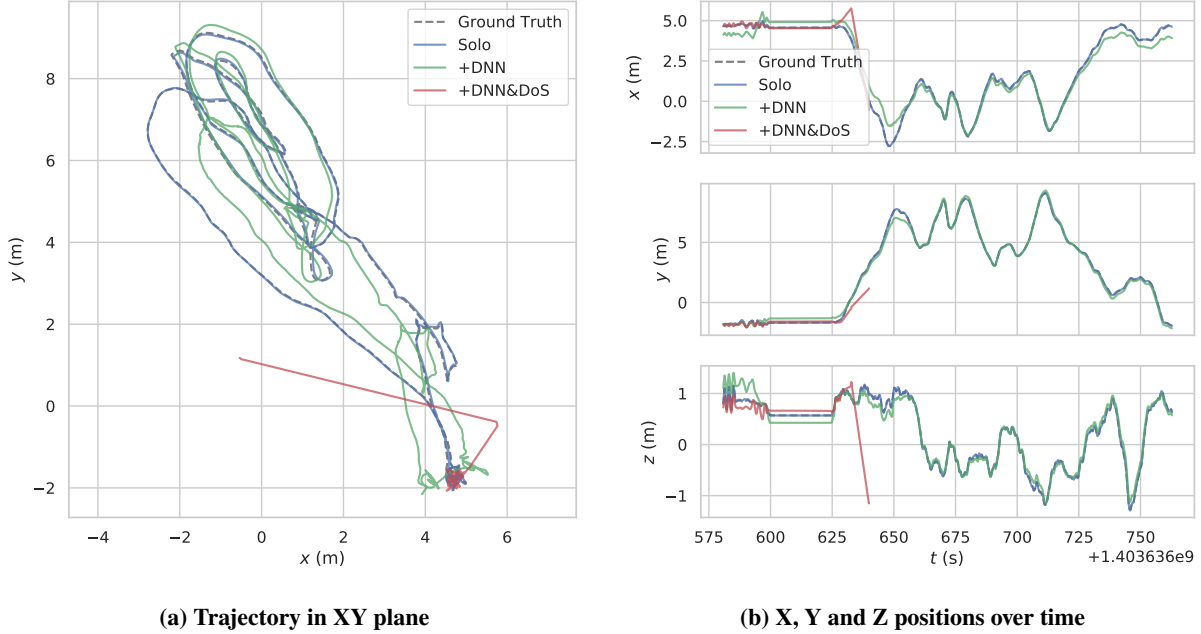 Ground Truth
Solo
+DNN
+DNN&DoS
8
6
4
2
0
−2
y (m)
−4
−2
0
2
4
6
x (m)
(a) Trajectory in XY plane
5.0
2.5
0.0
−2.5
x (m)
Ground Truth
Solo
+DNN
+DNN&DoS
5
0
y (m)
1
0
−1
z (m)
575
600
625
650
675
700
725
750
t (s)
+1.403636e9
(b) X, Y and Z positions over time